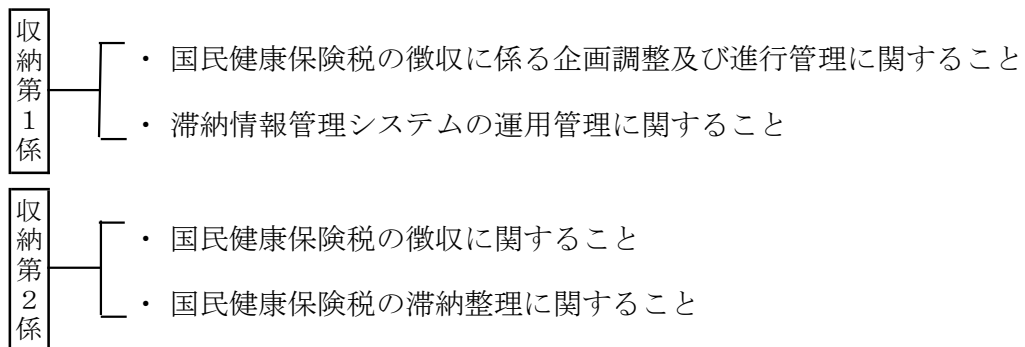 収納第1係
・ 国民健康保険税の徴収に係る企画調整及び進行管理に関すること
・ 滞納情報管理システムの運用管理に関すること
収納第2係
・ 国民健康保険税の徴収に関すること
・ 国民健康保険税の滞納整理に関すること